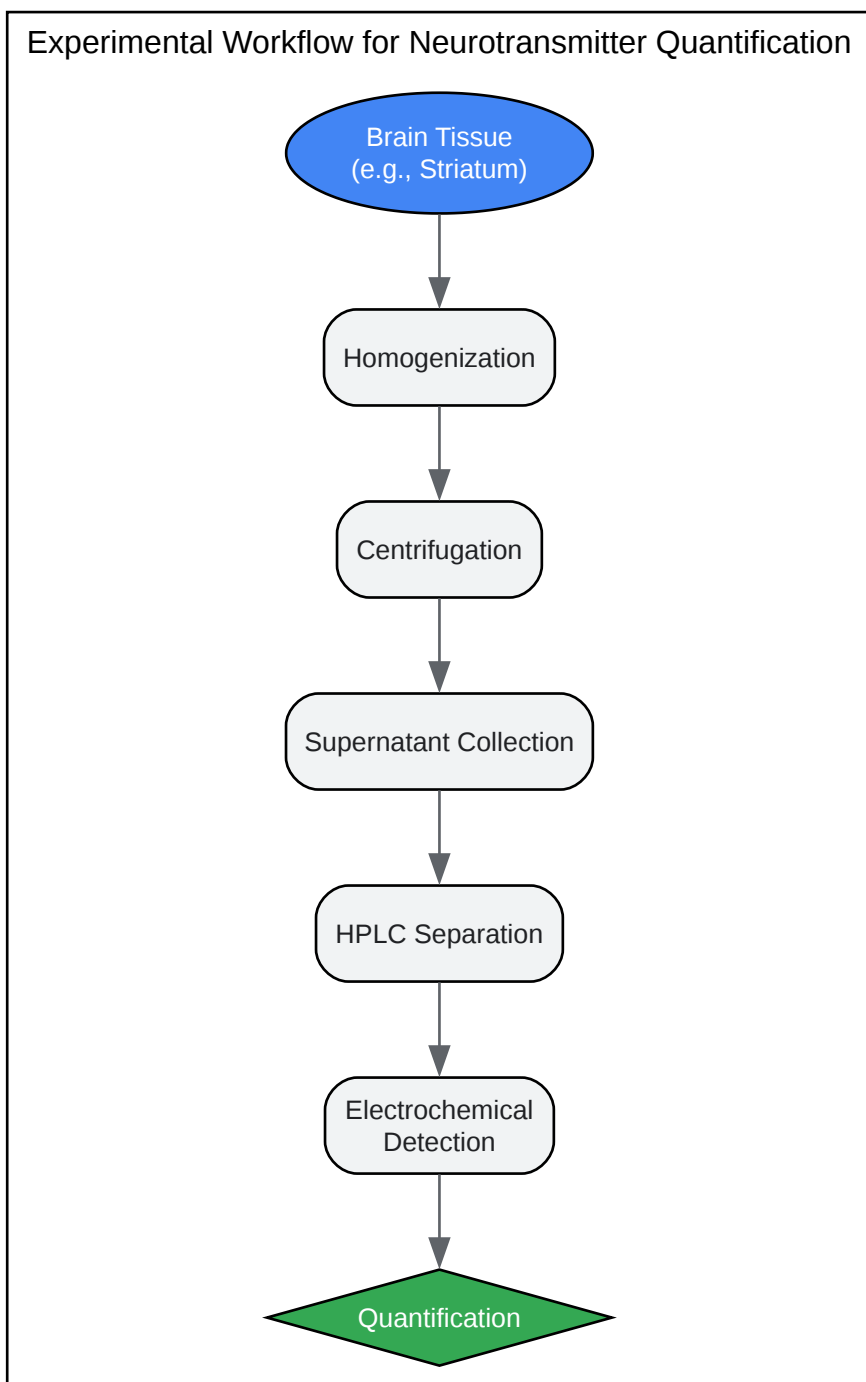 Experimental Workflow for Neurotransmitter Quantification
Brain Tissue
(e.g., Striatum)
Homogenization
Centrifugation
Supernatant Collection
HPLC Separation
Electrochemical
Detection
Quantification